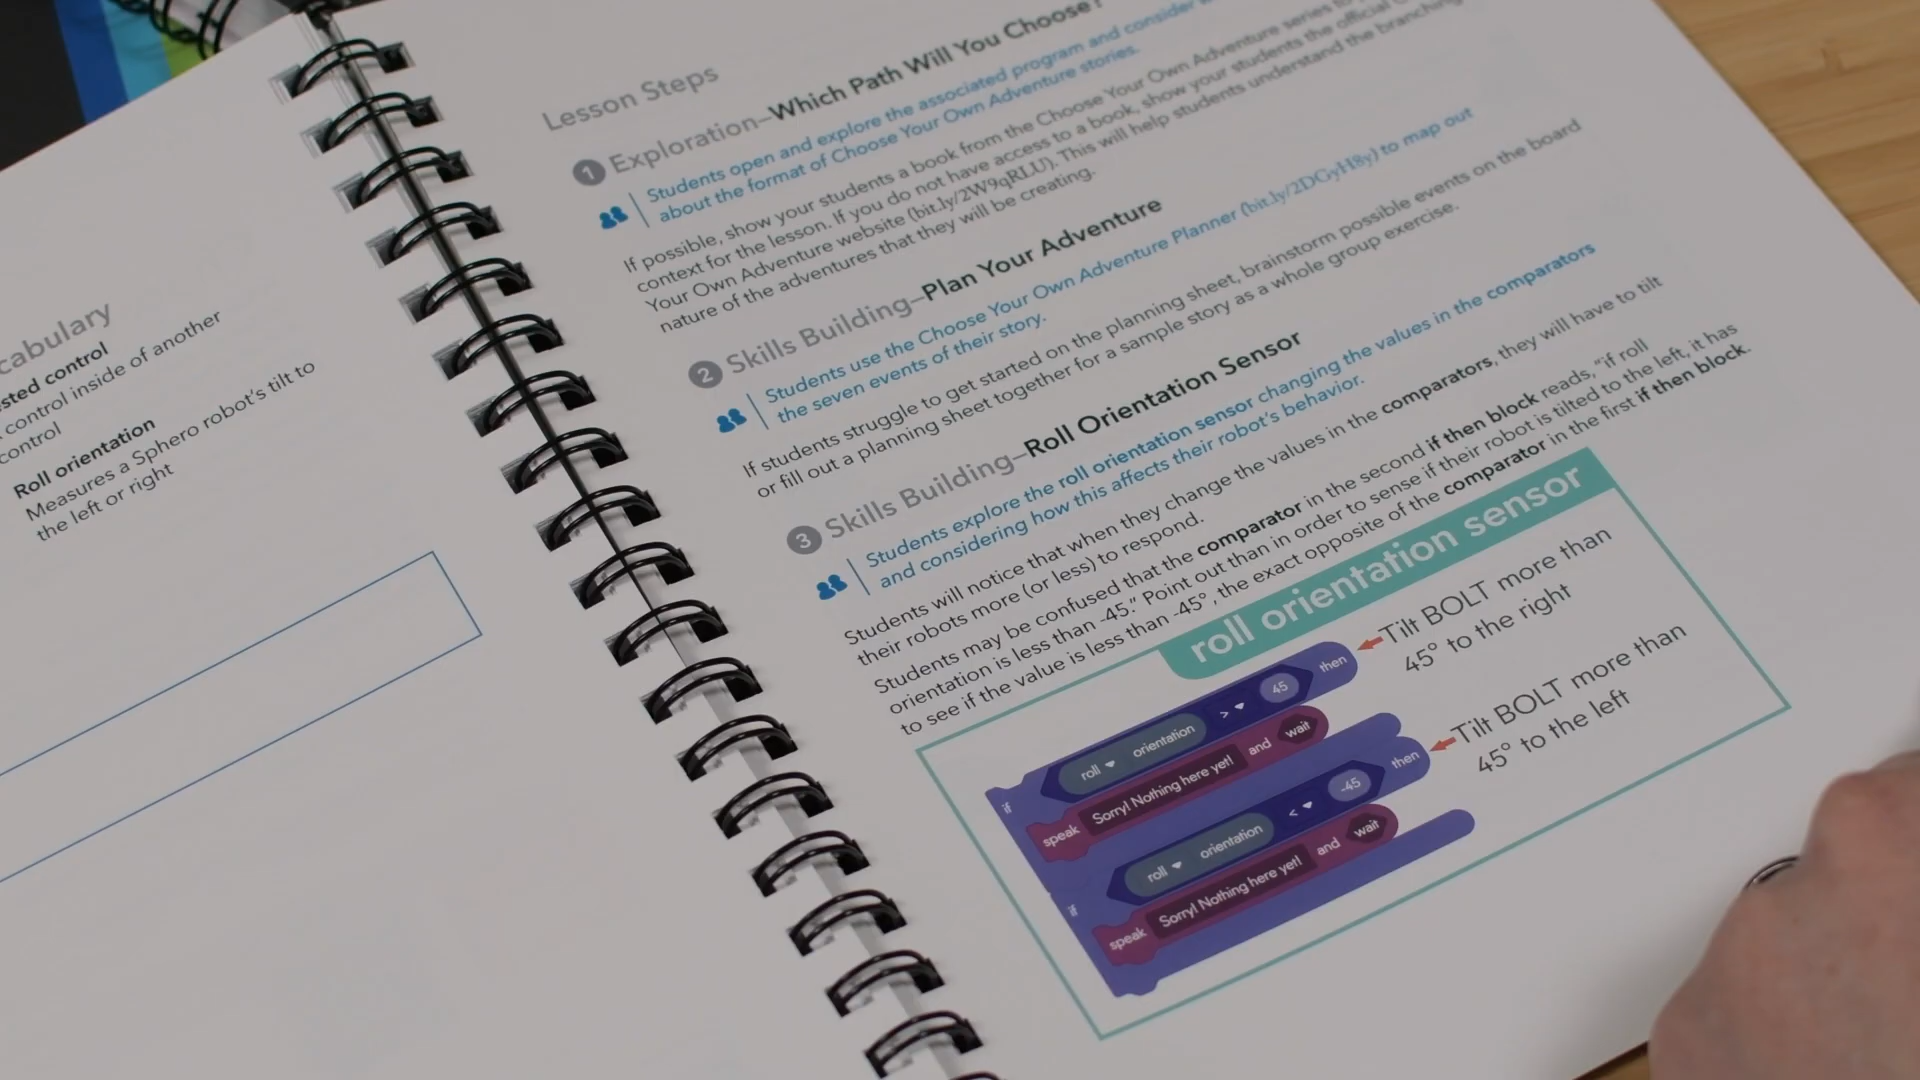 cabulary
sted control
control inside of another
control
Roll orientation
Measures a Sphero robot's tilt to
the left or right
Lesson Steps
1 Exploration–Which Path Will You Choose?
Students open and explore the associated program and consider
about the format of Choose Your Own Adventure stories.
If possible, show your students a book from the Choose Your Own Adventure series to
context for the lesson. If you do not have access to a book, show your students the official
Your Own Adventure website (bit.ly/2W9qRLU). This will help students understand the branching
nature of the adventures that they will be creating.
2 Skills Building–Plan Your Adventure
Students use the Choose Your Own Adventure Planner (bit.ly/2DGyH8y) to map out
the seven events of their story.
If students struggle to get started on the planning sheet, brainstorm possible events on the board
or fill out a planning sheet together for a sample story as a whole group exercise.
3 Skills Building–Roll Orientation Sensor
Students explore the roll orientation sensor changing the values in the comparators
and considering how this affects their robot's behavior.
Students will notice that when they change the values in the comparators, they will have to tilt
their robots more (or less) to respond.
Students may be confused that the comparator in the second if then block reads, "if roll
orientation is less than -45." Point out than in order to sense if their robot is tilted to the left, it has
to see if the value is less than -45°, the exact opposite of the comparator in the first if then block.
roll orientation sensor
if roll orientation > 45 then
speak Sorry! Nothing here yet! and wait
if roll orientation < -45 then
speak Sorry! Nothing here yet! and wait
Tilt BOLT more than
45° to the right
Tilt BOLT more than
45° to the left